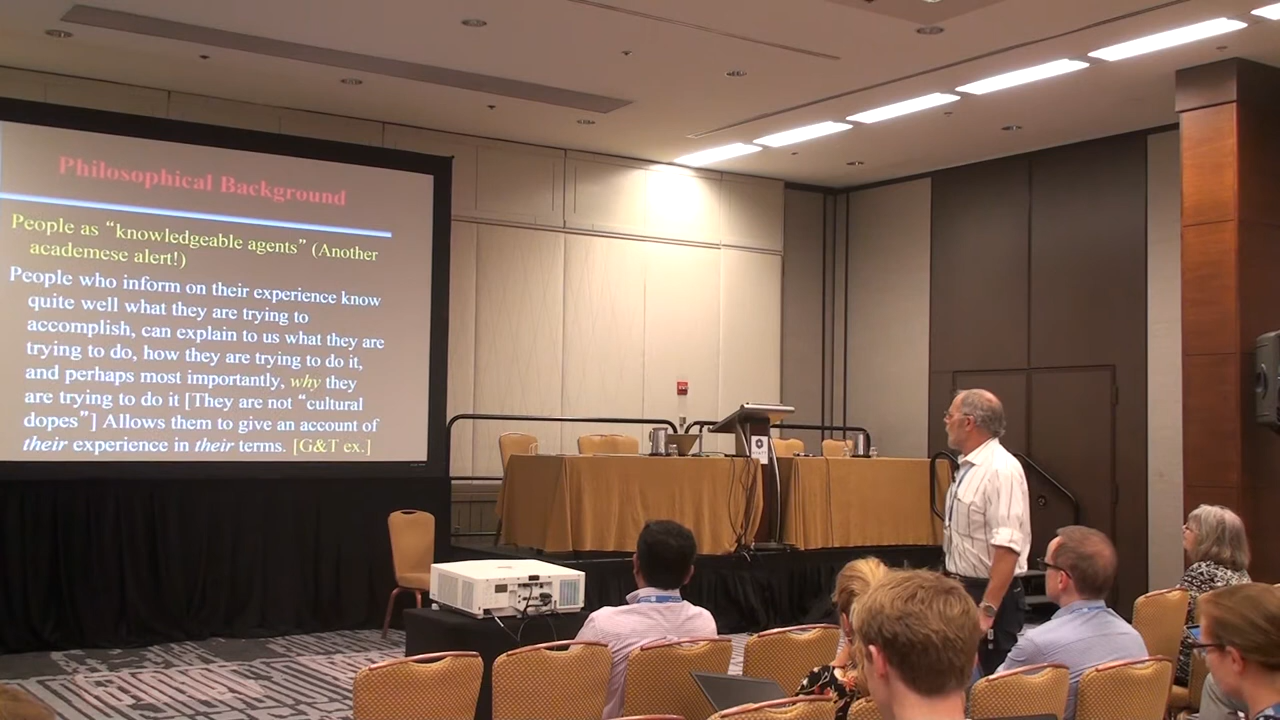 Philosophical Background
People as “knowledgeable agents” (Another
academese alert!)
People who inform on their experience know
quite well what they are trying to
accomplish, can explain to us what they are
trying to do, how they are trying to do it,
and perhaps most importantly, why they
are trying to do it [They are not “cultural
dopes”] Allows them to give an account of
their experience in their terms. [G&T ex.]